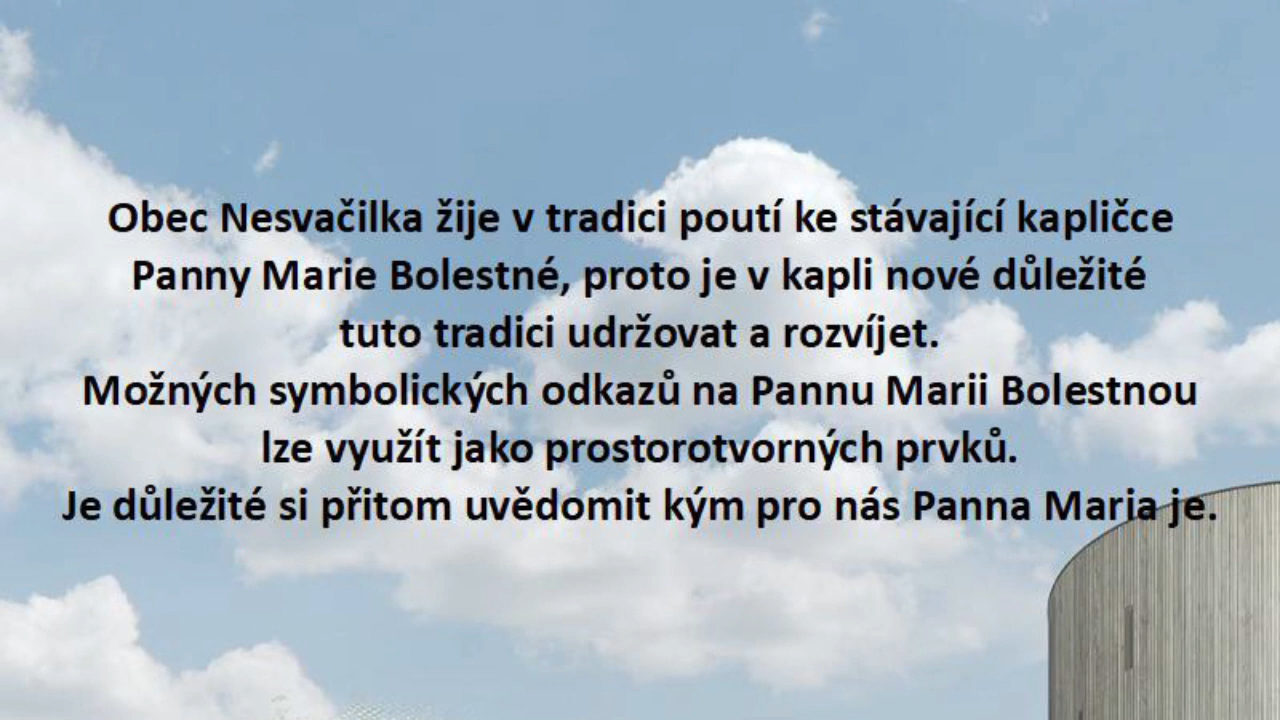 Obec Nesvačilka žije v tradici poutí ke stávající kapličce
Panny Marie Bolestné, proto je v kapli nové důležité
tuto tradici udržovat a rozvíjet.
Možných symbolických odkazů na Pannu Marii Bolestnou
lze využít jako prostorotvorných prvků.
Je důležité si přitom uvědomit kým pro nás Panna Maria je.